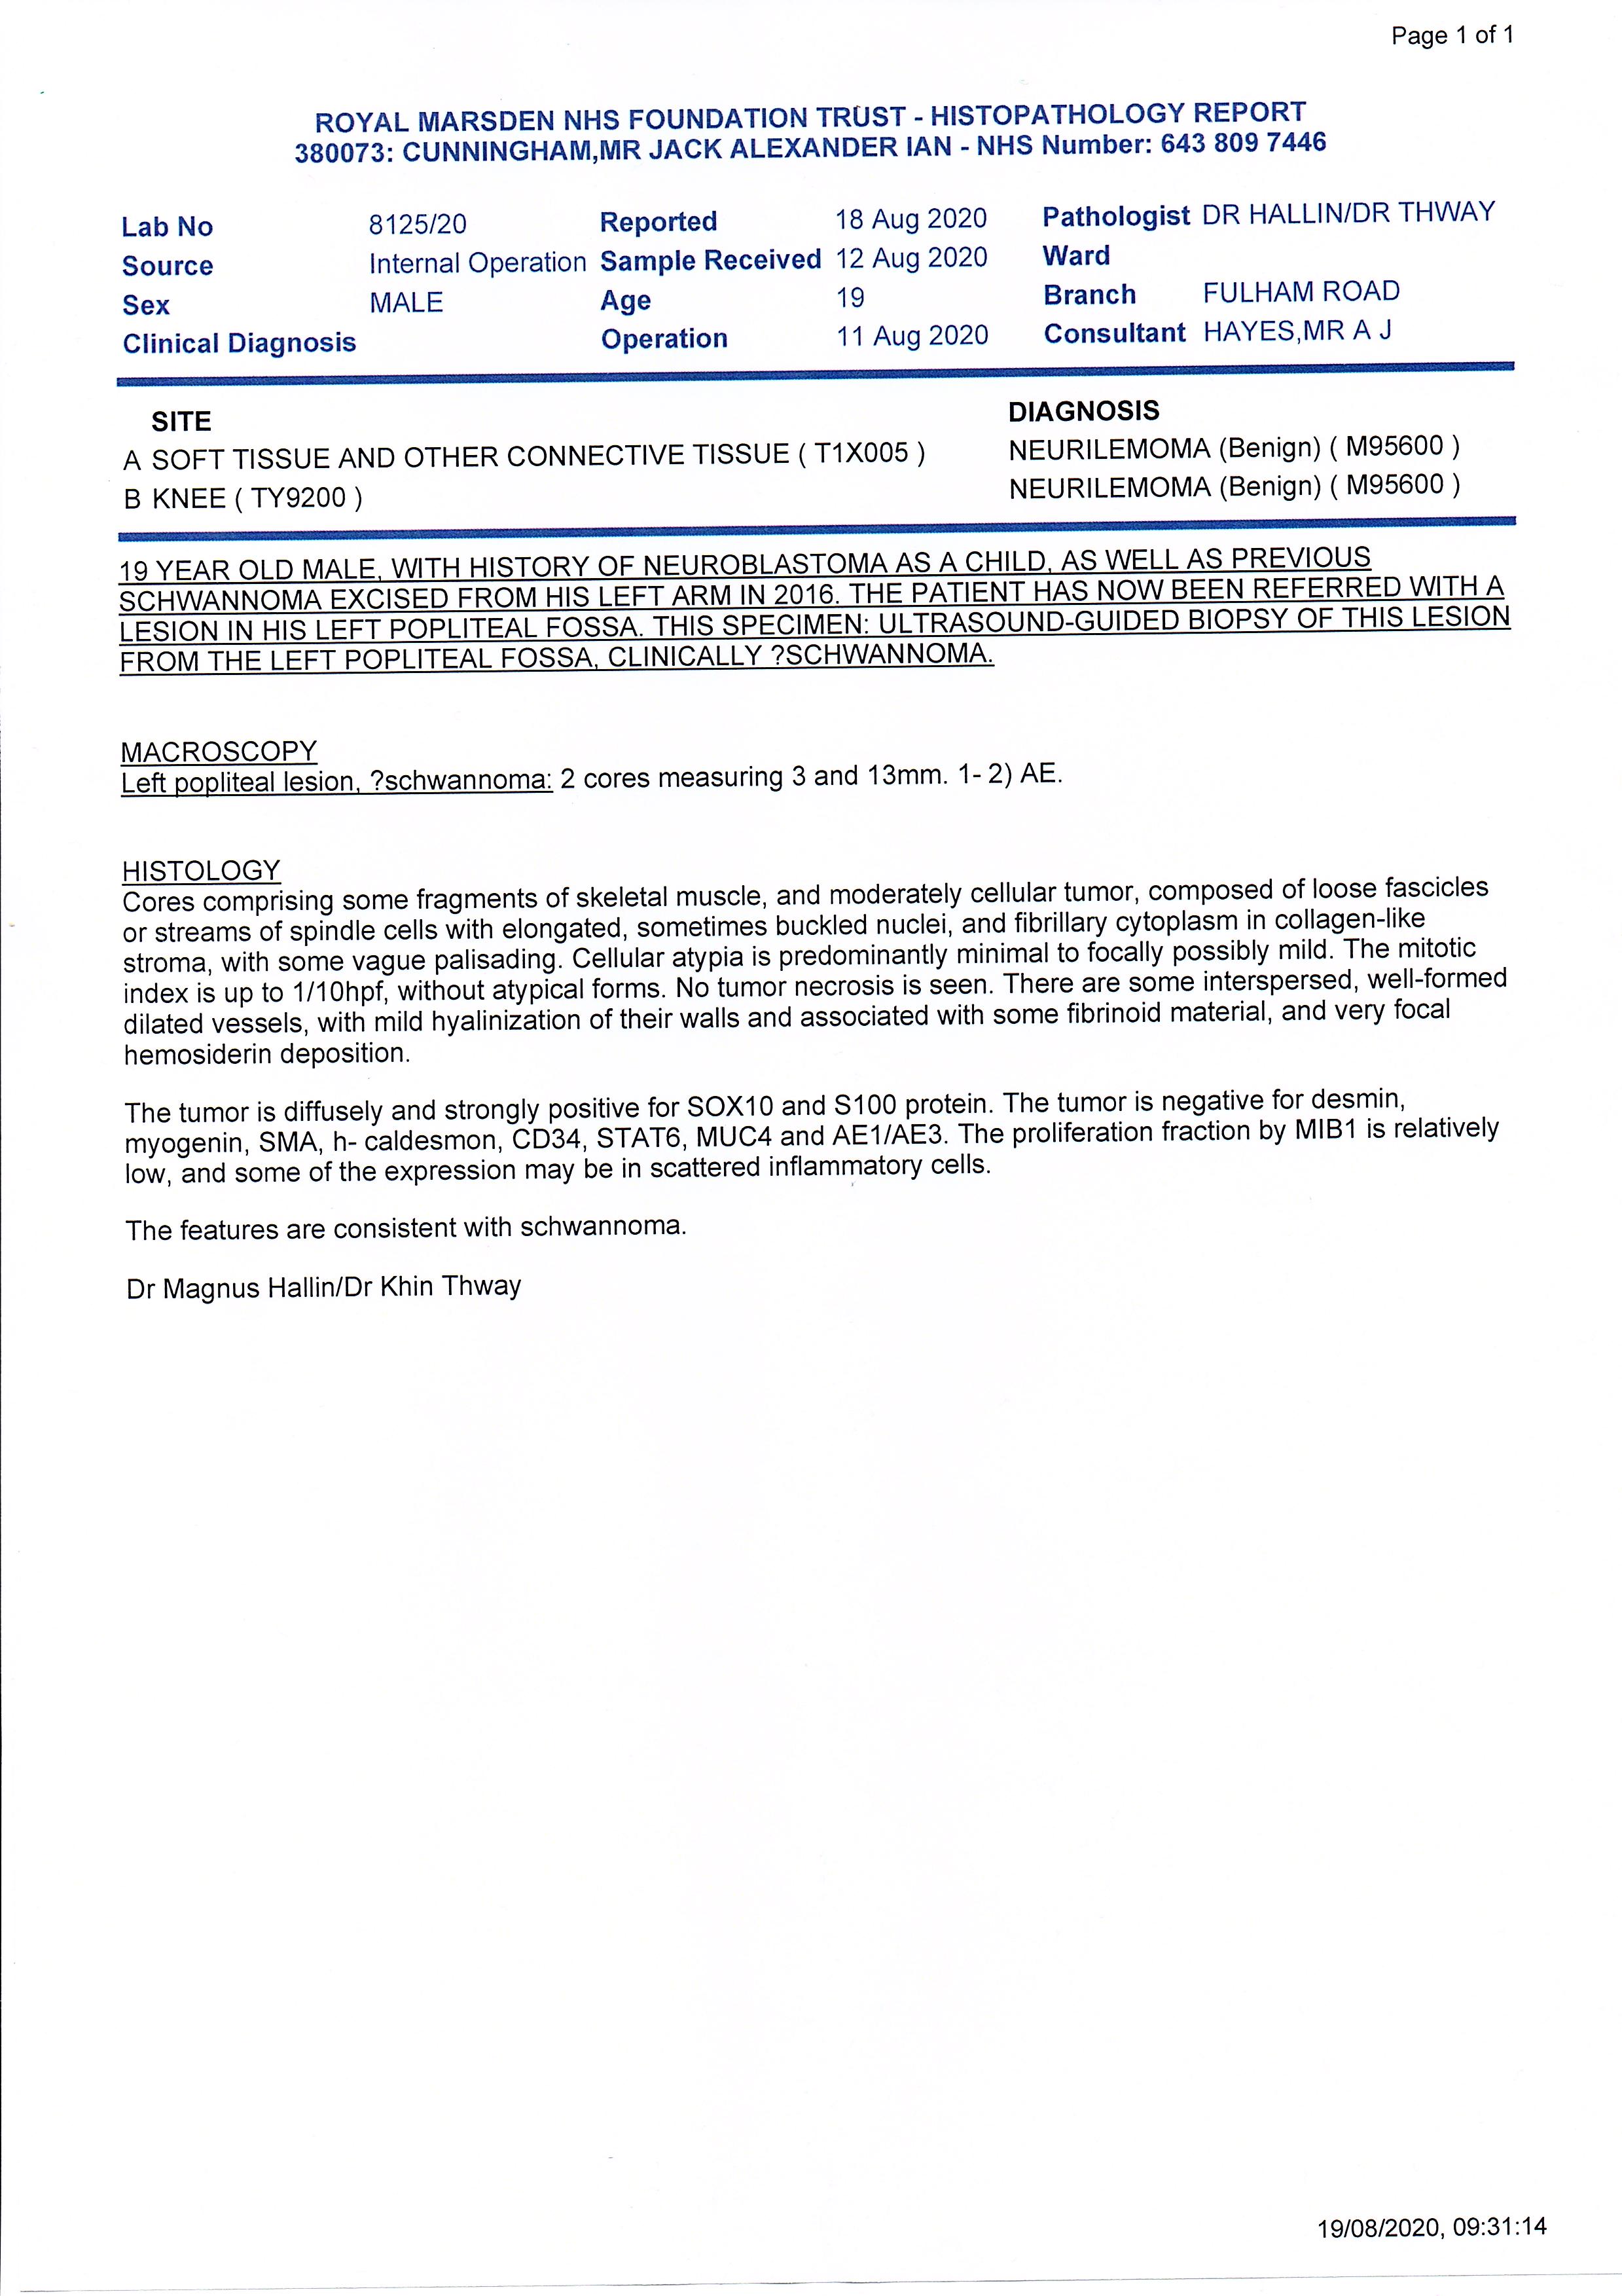 Page 1 of 1
ROYAL MARSDEN NHS FOUNDATION TRUST - HISTOPATHOLOGY REPORT
380073: CUNNINGHAM,MR JACK ALEXANDER IAN - NHS Number: 643 809 7446
Lab No 8125/20 Reported 18 Aug 2020 Pathologist DR HALLIN/DR THWAY
Source Internal Operation Sample Received 12 Aug 2020 Ward
Sex MALE Age 19 Branch FULHAM ROAD
Clinical Diagnosis Operation 11 Aug 2020 Consultant HAYES,MR A J
SITE DIAGNOSIS
A SOFT TISSUE AND OTHER CONNECTIVE TISSUE ( T1X005 ) NEURILEMOMA (Benign) ( M95600 )
B KNEE ( TY9200 ) NEURILEMOMA (Benign) ( M95600 )
19 YEAR OLD MALE, WITH HISTORY OF NEUROBLASTOMA AS A CHILD, AS WELL AS PREVIOUS
SCHWANNOMA EXCISED FROM HIS LEFT ARM IN 2016. THE PATIENT HAS NOW BEEN REFERRED WITH A
LESION IN HIS LEFT POPLITEAL FOSSA. THIS SPECIMEN: ULTRASOUND-GUIDED BIOPSY OF THIS LESION
FROM THE LEFT POPLITEAL FOSSA, CLINICALLY ?SCHWANNOMA.
MACROSCOPY
Left popliteal lesion, ?schwannoma: 2 cores measuring 3 and 13mm. 1- 2) AE.
HISTOLOGY
Cores comprising some fragments of skeletal muscle, and moderately cellular tumor, composed of loose fascicles
or streams of spindle cells with elongated, sometimes buckled nuclei, and fibrillary cytoplasm in collagen-like
stroma, with some vague palisading. Cellular atypia is predominantly minimal to focally possibly mild. The mitotic
index is up to 1/10hpf, without atypical forms. No tumor necrosis is seen. There are some interspersed, well-formed
dilated vessels, with mild hyalinization of their walls and associated with some fibrinoid material, and very focal
hemosiderin deposition.
The tumor is diffusely and strongly positive for SOX10 and S100 protein. The tumor is negative for desmin,
myogenin, SMA, h- caldesmon, CD34, STAT6, MUC4 and AE1/AE3. The proliferation fraction by MIB1 is relatively
low, and some of the expression may be in scattered inflammatory cells.
The features are consistent with schwannoma.
Dr Magnus Hallin/Dr Khin Thway
19/08/2020, 09:31:14